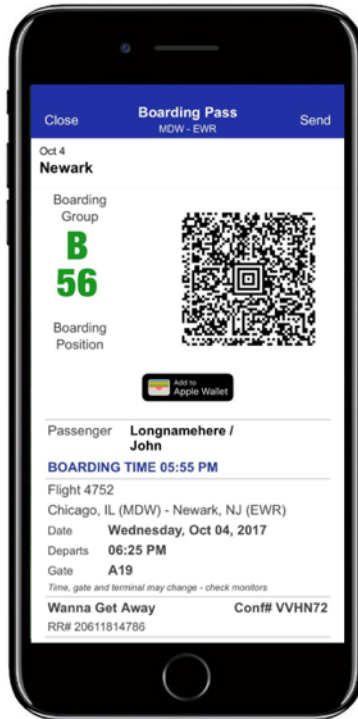 Close
Boarding Pass
Send
MDW - EWR
Oct 4
Newark
Boarding
Group
B
56
Boarding
Position
Add to
Apple Wallet
Passenger Longnamehere /
John
BOARDING TIME 05:55 PM
Flight 4752
Chicago, IL (MDW) - Newark, NJ (EWR)
Date Wednesday, Oct 04, 2017
Departs 06:25 PM
Gate A19
Time, gate and terminal may change - check monitors
Wanna Get Away Conf# VVHN72
RR# 20611814786